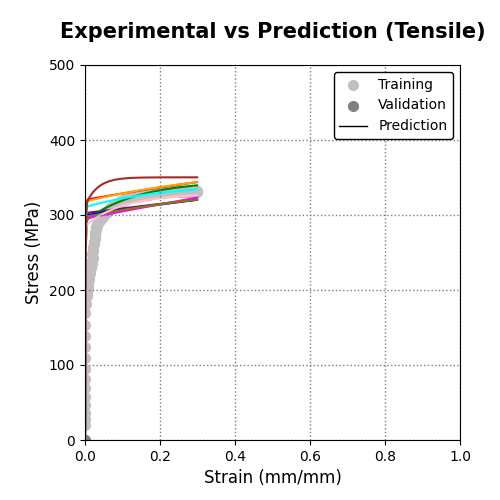 Experimental vs Prediction (Tensile)
500
400
300
200
100
0
Stress (MPa)
Training
Validation
Prediction
0.0 0.2 0.4 0.6 0.8 1.0
Strain (mm/mm)